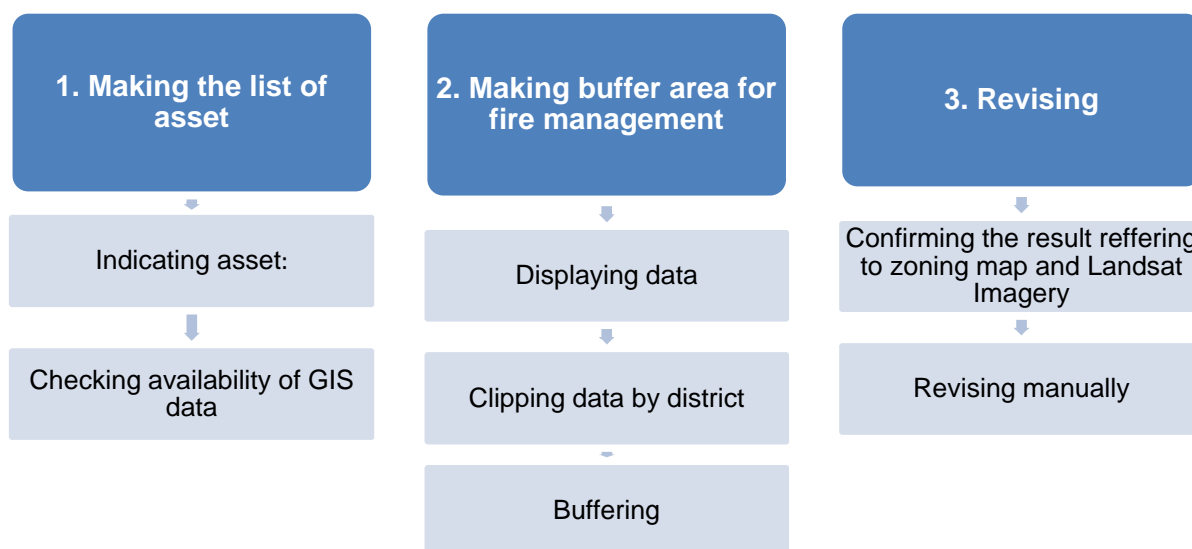 1. Making the list of
asset
Indicating asset:
Checking availability of GIS
data
2. Making buffer area for
fire management
Displaying data
Clipping data by district
Buffering
3. Revising
Confirming the result reffering
to zoning map and Landsat
Imagery
Revising manually